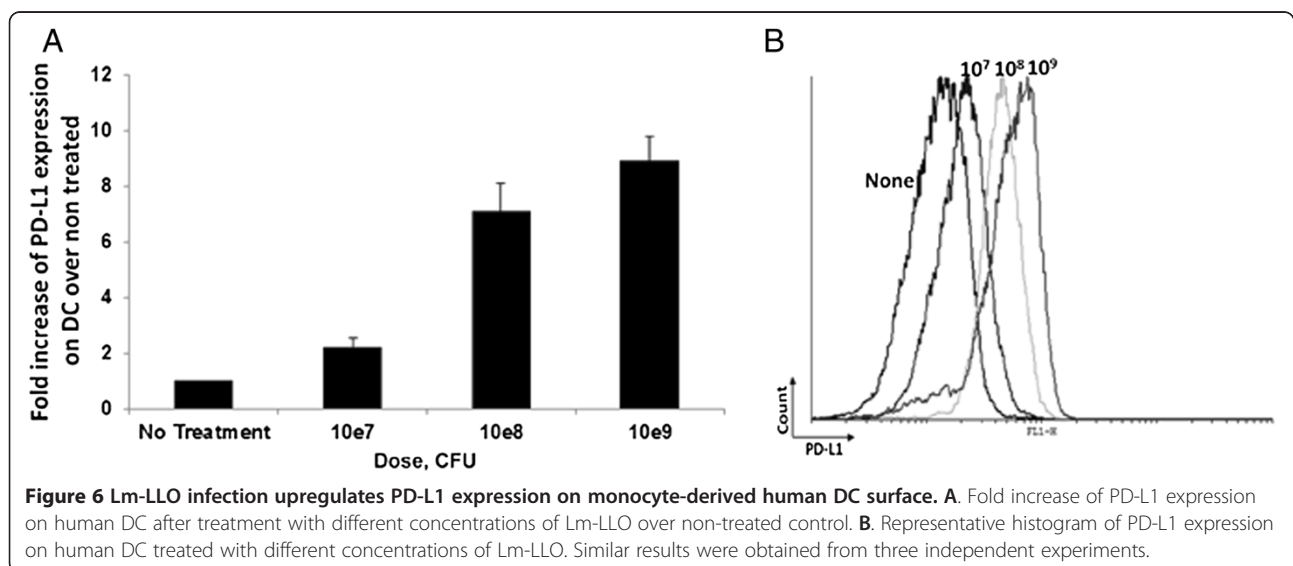 A
Fold increase of PD-L1 expression
on DC over non treated
12
10
8
6
4
2
0
No Treatment
10e7
10e8
10e9
Dose, CFU
B
10⁷ 10⁸ 10⁹
None
Count
PD-L1
FL1-H
Figure 6 Lm-LLO infection upregulates PD-L1 expression on monocyte-derived human DC surface. A. Fold increase of PD-L1 expression
on human DC after treatment with different concentrations of Lm-LLO over non-treated control. B. Representative histogram of PD-L1 expression
on human DC treated with different concentrations of Lm-LLO. Similar results were obtained from three independent experiments.